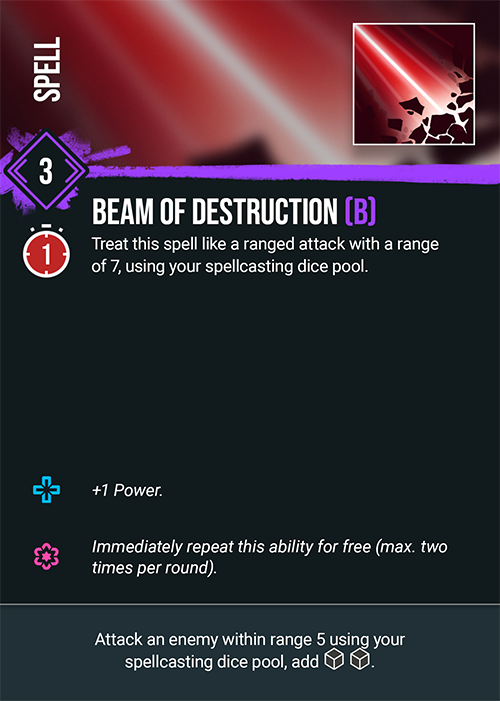 SPELL
3
BEAM OF DESTRUCTION (B)
1
Treat this spell like a ranged attack with a range
of 7, using your spellcasting dice pool.
+1 Power.
Immediately repeat this ability for free (max. two
times per round).
Attack an enemy within range 5 using your
spellcasting dice pool, add .